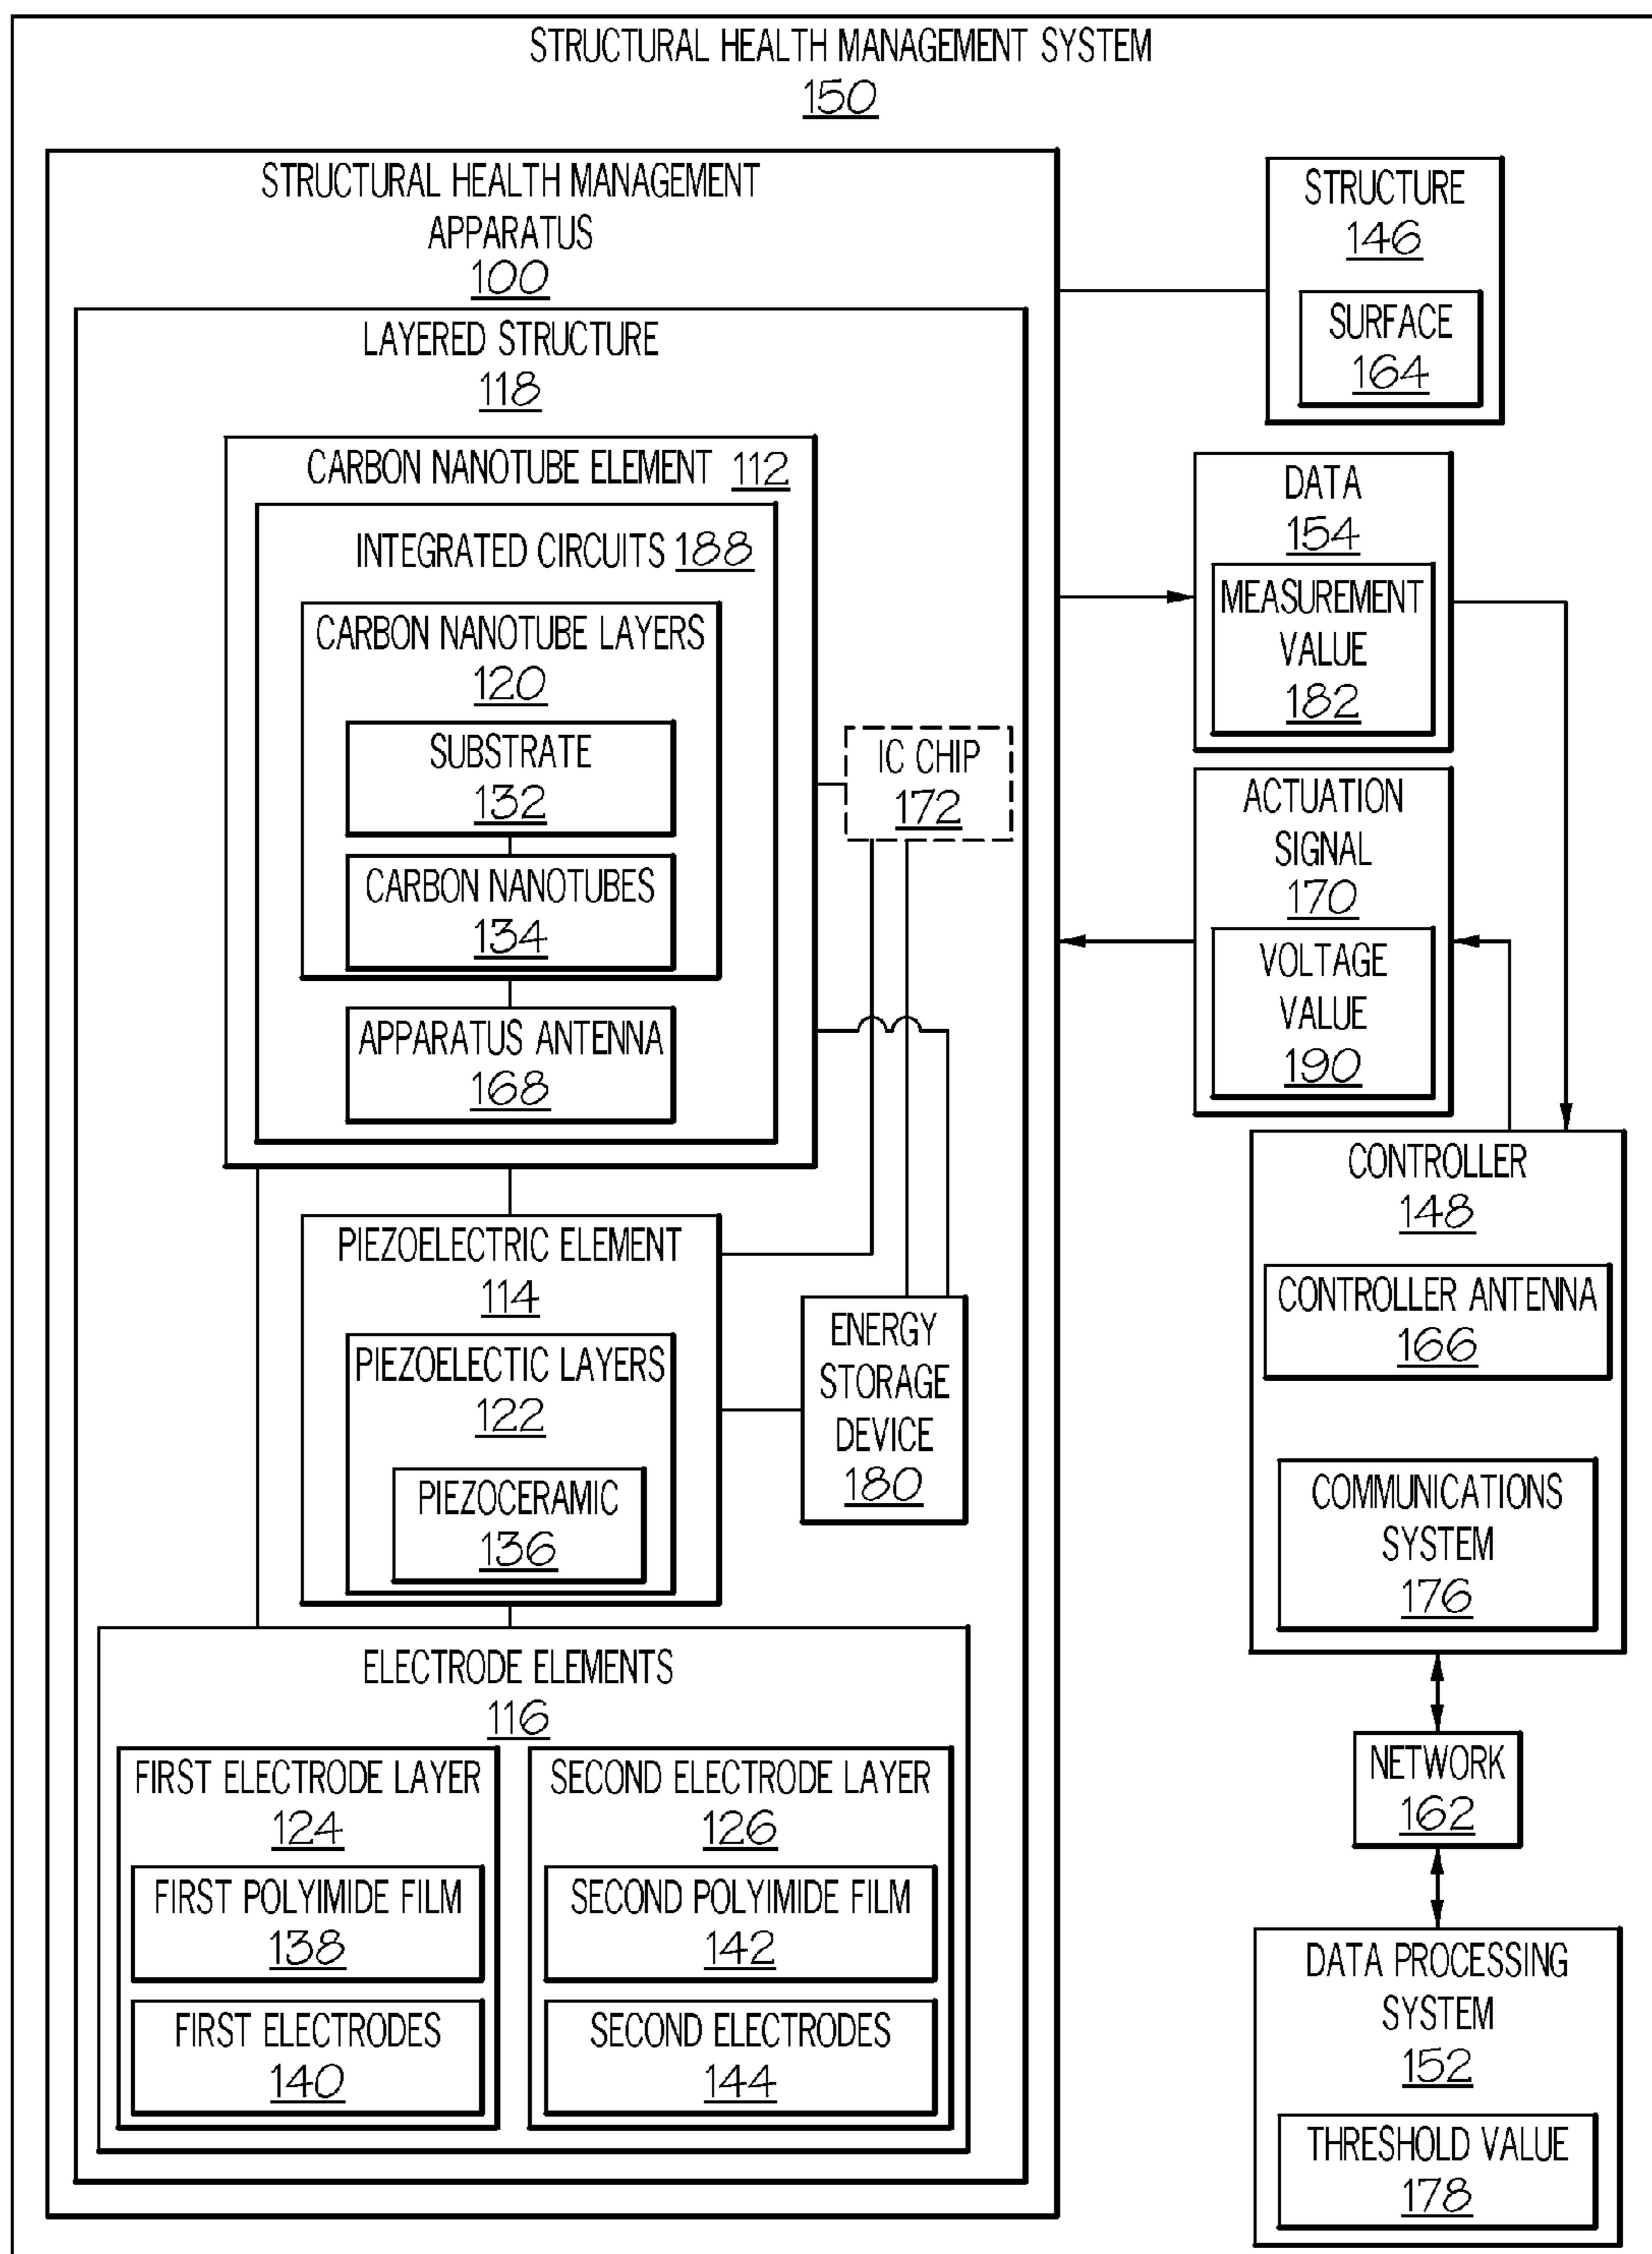 STRUCTURAL HEALTH MANAGEMENT SYSTEM
150
STRUCTURAL HEALTH MANAGEMENT
APPARATUS
100
LAYERED STRUCTURE
118
CARBON NANOTUBE ELEMENT 112
INTEGRATED CIRCUITS 188
CARBON NANOTUBE LAYERS
120
SUBSTRATE
132
CARBON NANOTUBES
134
APPARATUS ANTENNA
168
IC CHIP
172
PIEZOELECTRIC ELEMENT
114
PIEZOELECTIC LAYERS
122
PIEZOCERAMIC
136
ENERGY
STORAGE
DEVICE
180
ELECTRODE ELEMENTS
116
FIRST ELECTRODE LAYER
124
FIRST POLYIMIDE FILM
138
FIRST ELECTRODES
140
SECOND ELECTRODE LAYER
126
SECOND POLYIMIDE FILM
142
SECOND ELECTRODES
144
STRUCTURE
146
SURFACE
164
DATA
154
MEASUREMENT
VALUE
182
ACTUATION
SIGNAL
170
VOLTAGE
VALUE
190
CONTROLLER
148
CONTROLLER ANTENNA
166
COMMUNICATIONS
SYSTEM
176
NETWORK
162
DATA PROCESSING
SYSTEM
152
THRESHOLD VALUE
178